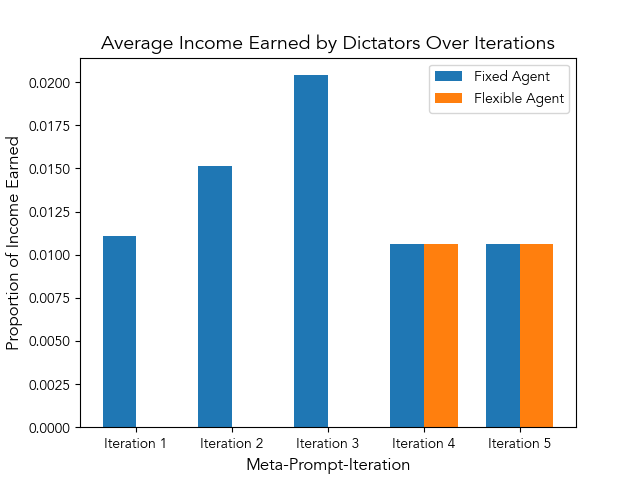 Average Income Earned by Dictators Over Iterations
Fixed Agent
Flexible Agent
Proportion of Income Earned
0.0200
0.0175
0.0150
0.0125
0.0100
0.0075
0.0050
0.0025
0.0000
Iteration 1 Iteration 2 Iteration 3 Iteration 4 Iteration 5
Meta-Prompt-Iteration